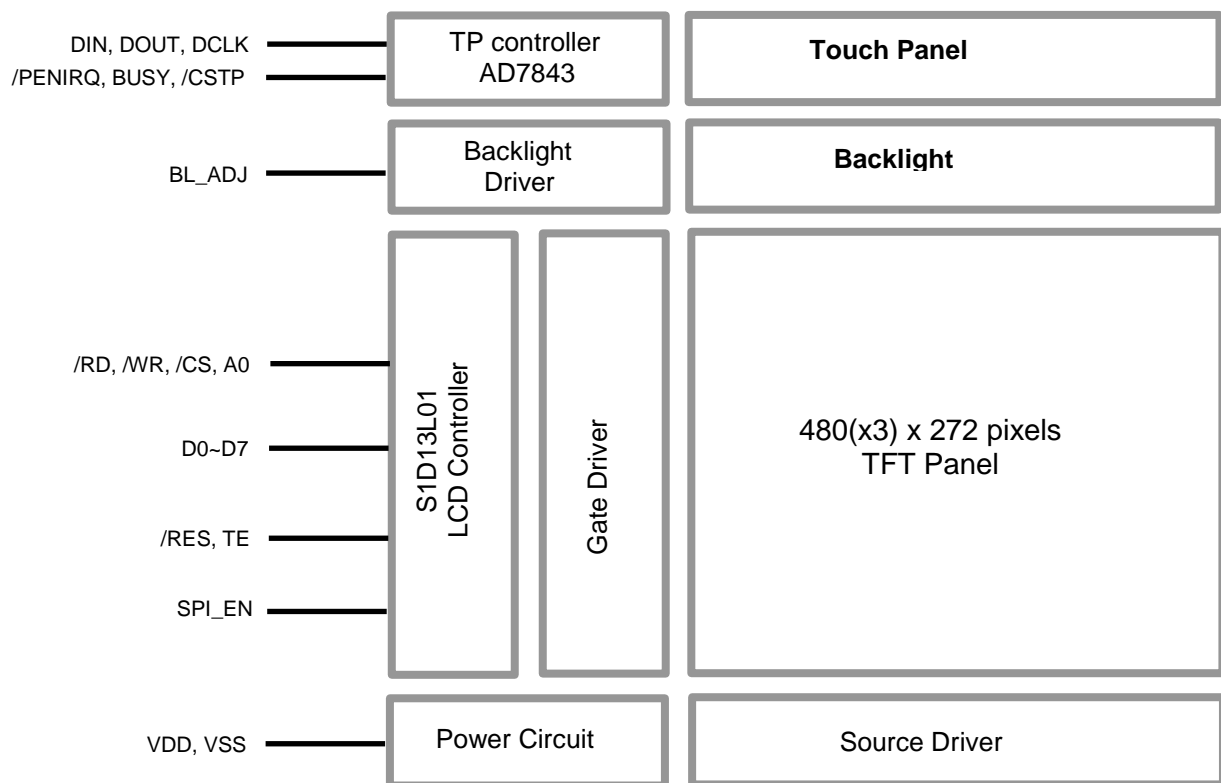 DIN, DOUT, DCLK
/PENIRQ, BUSY, /CSTP
TP controller
AD7843
Touch Panel
BL_ADJ
Backlight
Driver
Backlight
/RD, /WR, /CS, A0
D0~D7
/RES, TE
SPI_EN
S1D13L01
LCD Controller
Gate Driver
480(x3) x 272 pixels
TFT Panel
VDD, VSS
Power Circuit
Source Driver